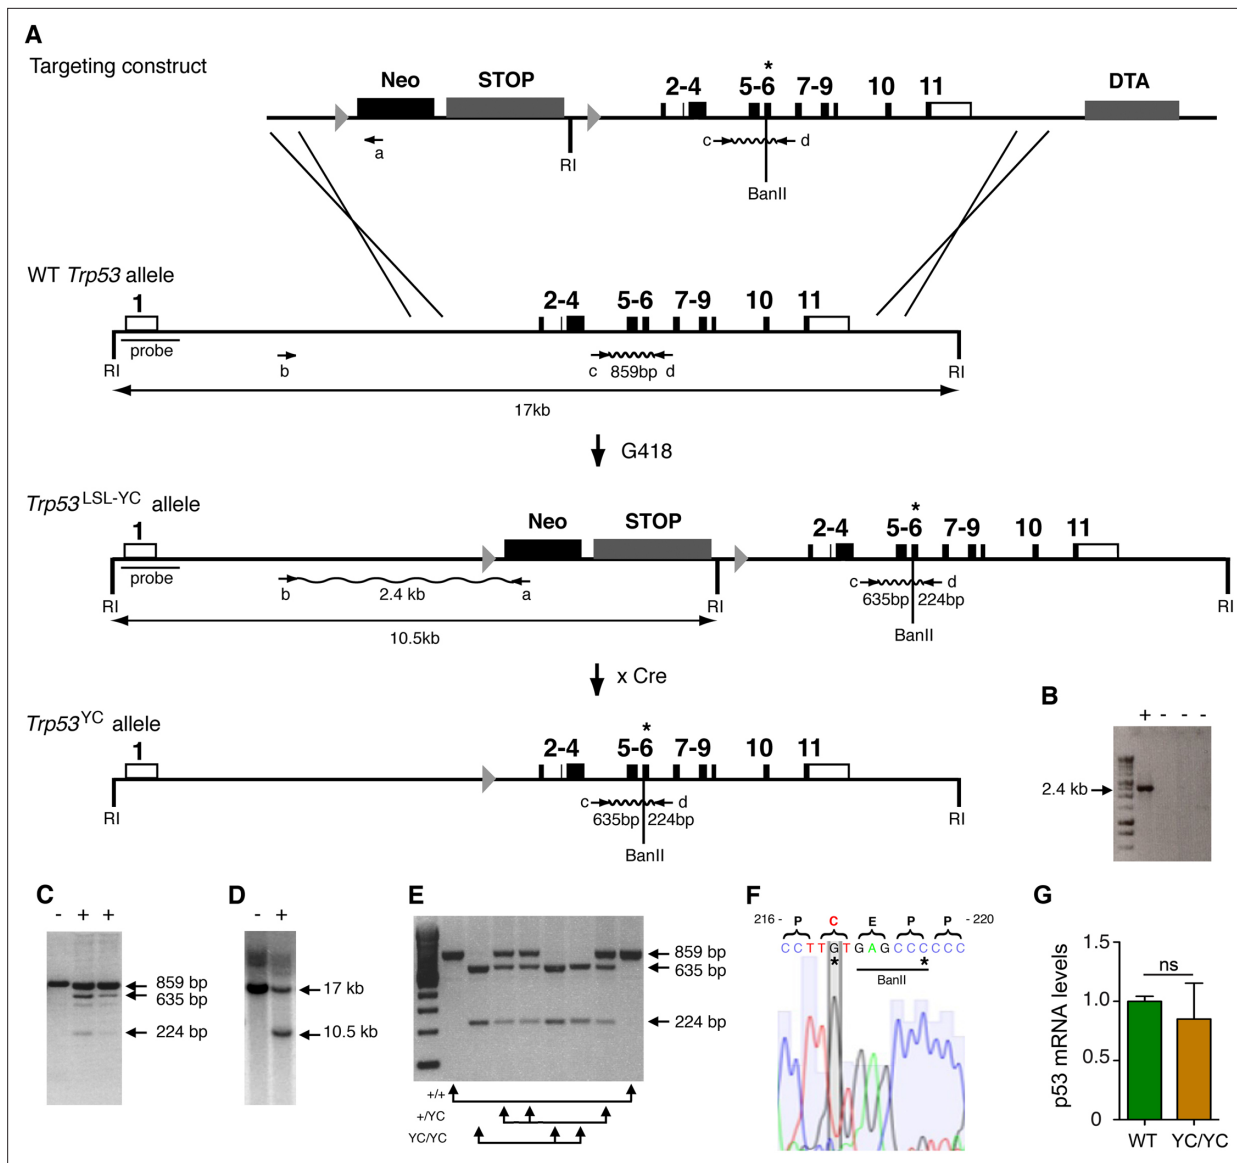 A
Targeting construct
Neo STOP 2-4 5-6 * 7-9 10 11 DTA
a RI c d
BanII
WT Trp53 allele
1 2-4 5-6 7-9 10 11
probe
RI b c 859bp d RI
17kb
G418
Trp53 LSL-YC allele
1 Neo STOP 2-4 5-6 * 7-9 10 11
probe
RI b 2.4 kb a RI c d RI
635bp 224bp
10.5kb BanII
x Cre
Trp53 YC allele
1 2-4 5-6 * 7-9 10 11
RI c d RI
635bp 224bp
BanII
B
+ - - -
2.4 kb
C
- + +
859 bp
635 bp
224 bp
D
- +
17 kb
10.5 kb
E
859 bp
635 bp
224 bp
+/+
+/YC
YC/YC
F
216 - P C E P P - 220
CCTTGTGAGCCCCCC
* *
BanII
G
p53 mRNA levels
1.5
1.0
0.5
0
ns
WT YC/YC